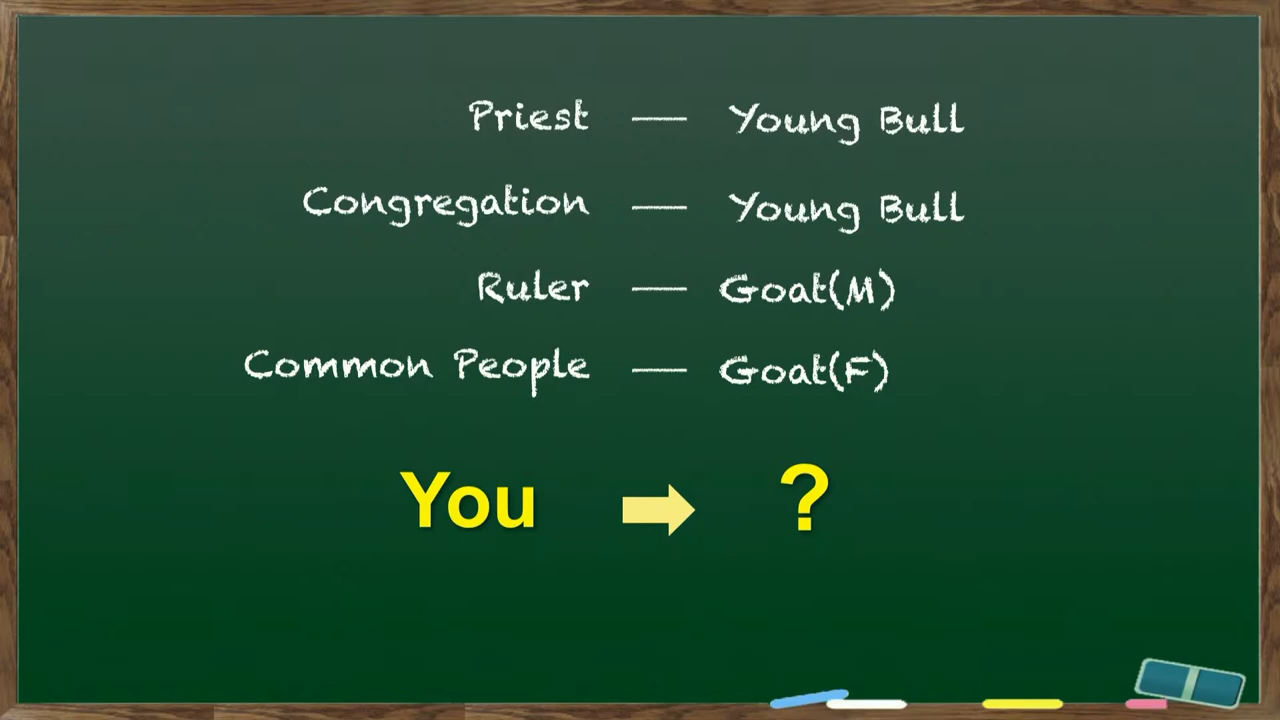 Priest — Young Bull
Congregation — Young Bull
Ruler — Goat(M)
Common People — Goat(F)
You ➡ ?